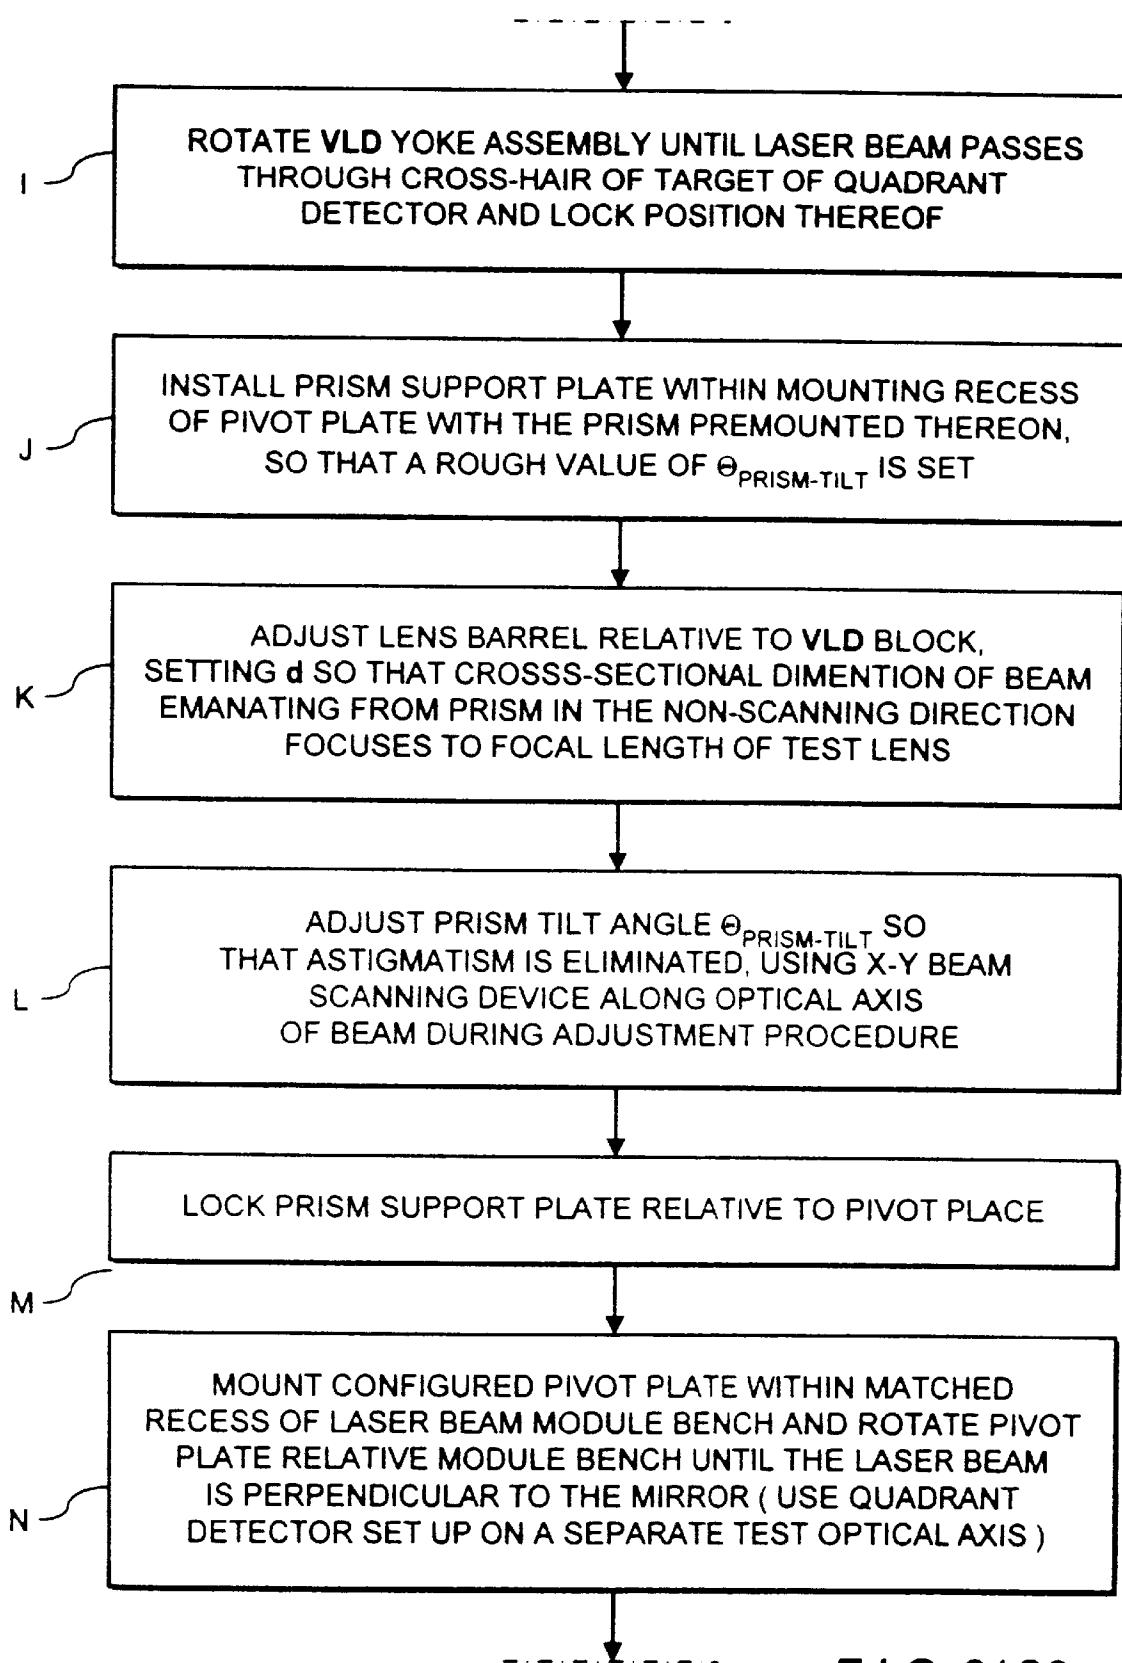 I
ROTATE VLD YOKE ASSEMBLY UNTIL LASER BEAM PASSES
THROUGH CROSS-HAIR OF TARGET OF QUADRANT
DETECTOR AND LOCK POSITION THEREOF
J
INSTALL PRISM SUPPORT PLATE WITHIN MOUNTING RECESS
OF PIVOT PLATE WITH THE PRISM PREMOUNTED THEREON,
SO THAT A ROUGH VALUE OF ΘPRISM-TILT IS SET
K
ADJUST LENS BARREL RELATIVE TO VLD BLOCK,
SETTING d SO THAT CROSSS-SECTIONAL DIMENTION OF BEAM
EMANATING FROM PRISM IN THE NON-SCANNING DIRECTION
FOCUSES TO FOCAL LENGTH OF TEST LENS
L
ADJUST PRISM TILT ANGLE ΘPRISM-TILT SO
THAT ASTIGMATISM IS ELIMINATED, USING X-Y BEAM
SCANNING DEVICE ALONG OPTICAL AXIS
OF BEAM DURING ADJUSTMENT PROCEDURE
M
LOCK PRISM SUPPORT PLATE RELATIVE TO PIVOT PLACE
N
MOUNT CONFIGURED PIVOT PLATE WITHIN MATCHED
RECESS OF LASER BEAM MODULE BENCH AND ROTATE PIVOT
PLATE RELATIVE MODULE BENCH UNTIL THE LASER BEAM
IS PERPENDICULAR TO THE MIRROR ( USE QUADRANT
DETECTOR SET UP ON A SEPARATE TEST OPTICAL AXIS )